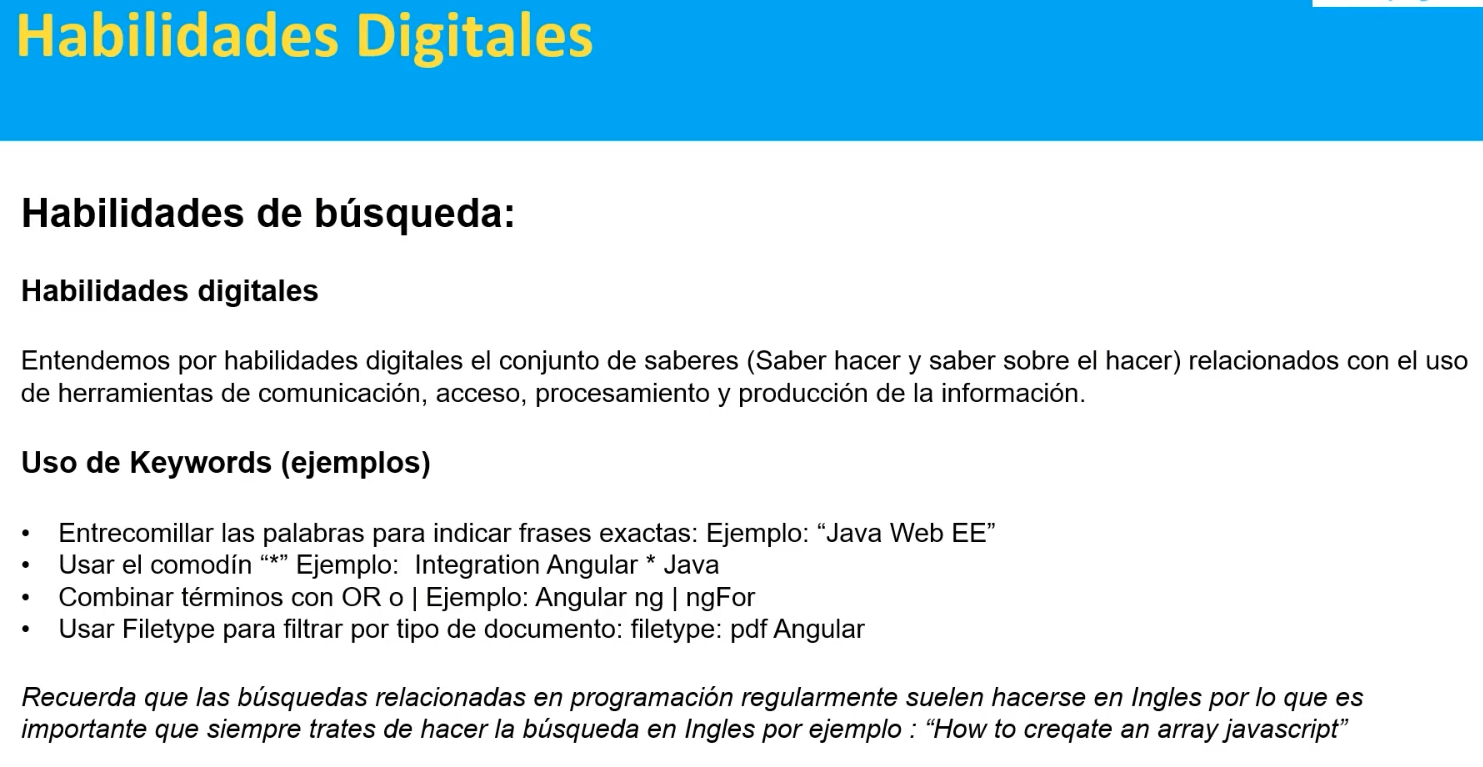 Habilidades Digitales
Habilidades de búsqueda:
Habilidades digitales
Entendemos por habilidades digitales el conjunto de saberes (Saber hacer y saber sobre el hacer) relacionados con el uso
de herramientas de comunicación, acceso, procesamiento y producción de la información.
Uso de Keywords (ejemplos)
• Entrecomillar las palabras para indicar frases exactas: Ejemplo: “Java Web EE”
• Usar el comodín “*” Ejemplo:  Integration Angular * Java
• Combinar términos con OR o | Ejemplo: Angular ng | ngFor
• Usar Filetype para filtrar por tipo de documento: filetype: pdf Angular
Recuerda que las búsquedas relacionadas en programación regularmente suelen hacerse en Ingles por lo que es
importante que siempre trates de hacer la búsqueda en Ingles por ejemplo : “How to creqate an array javascript”